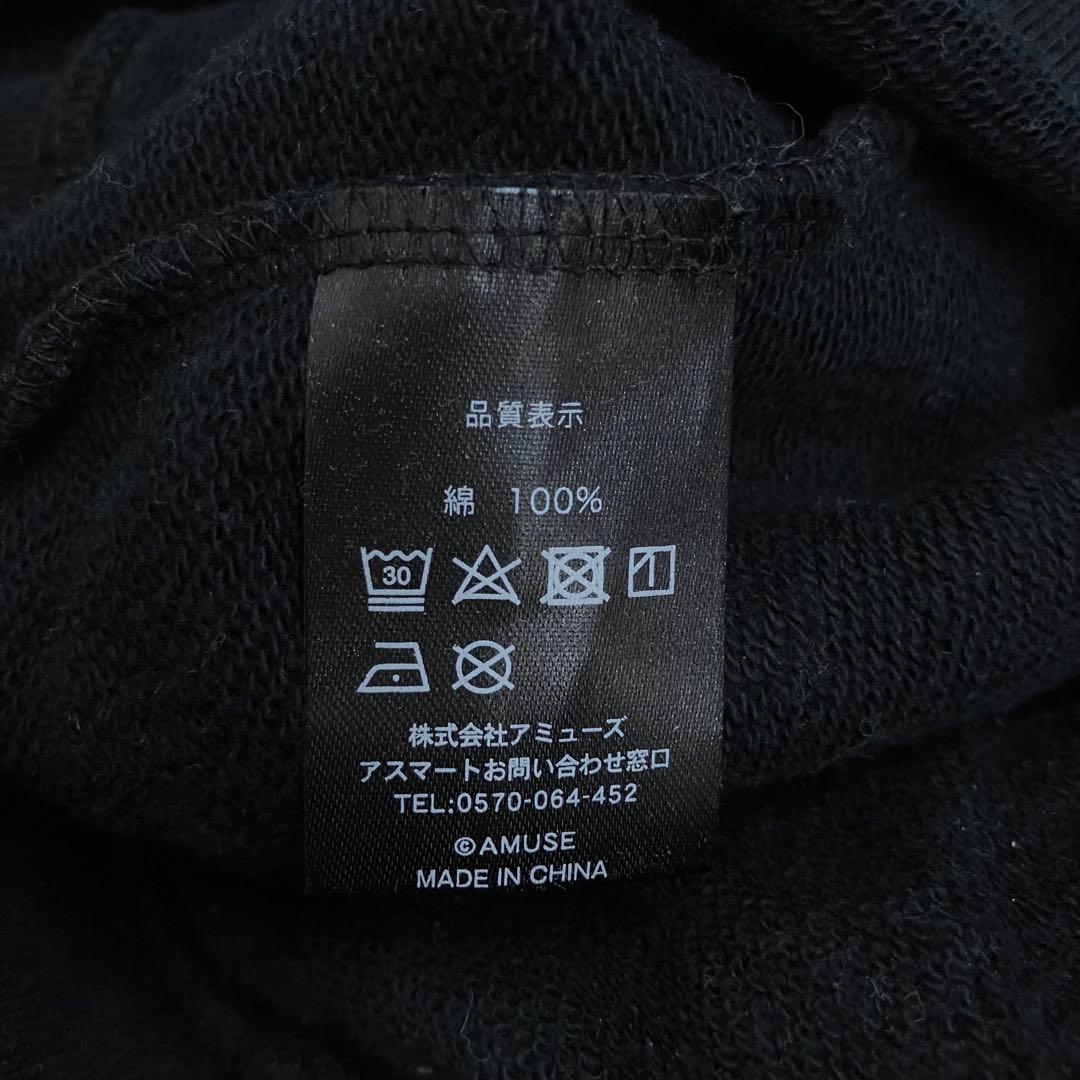 品質表示
綿 100%
30
株式会社アミューズ
アスマートお問い合わせ窓口
TEL:0570-064-452
©AMUSE
MADE IN CHINA